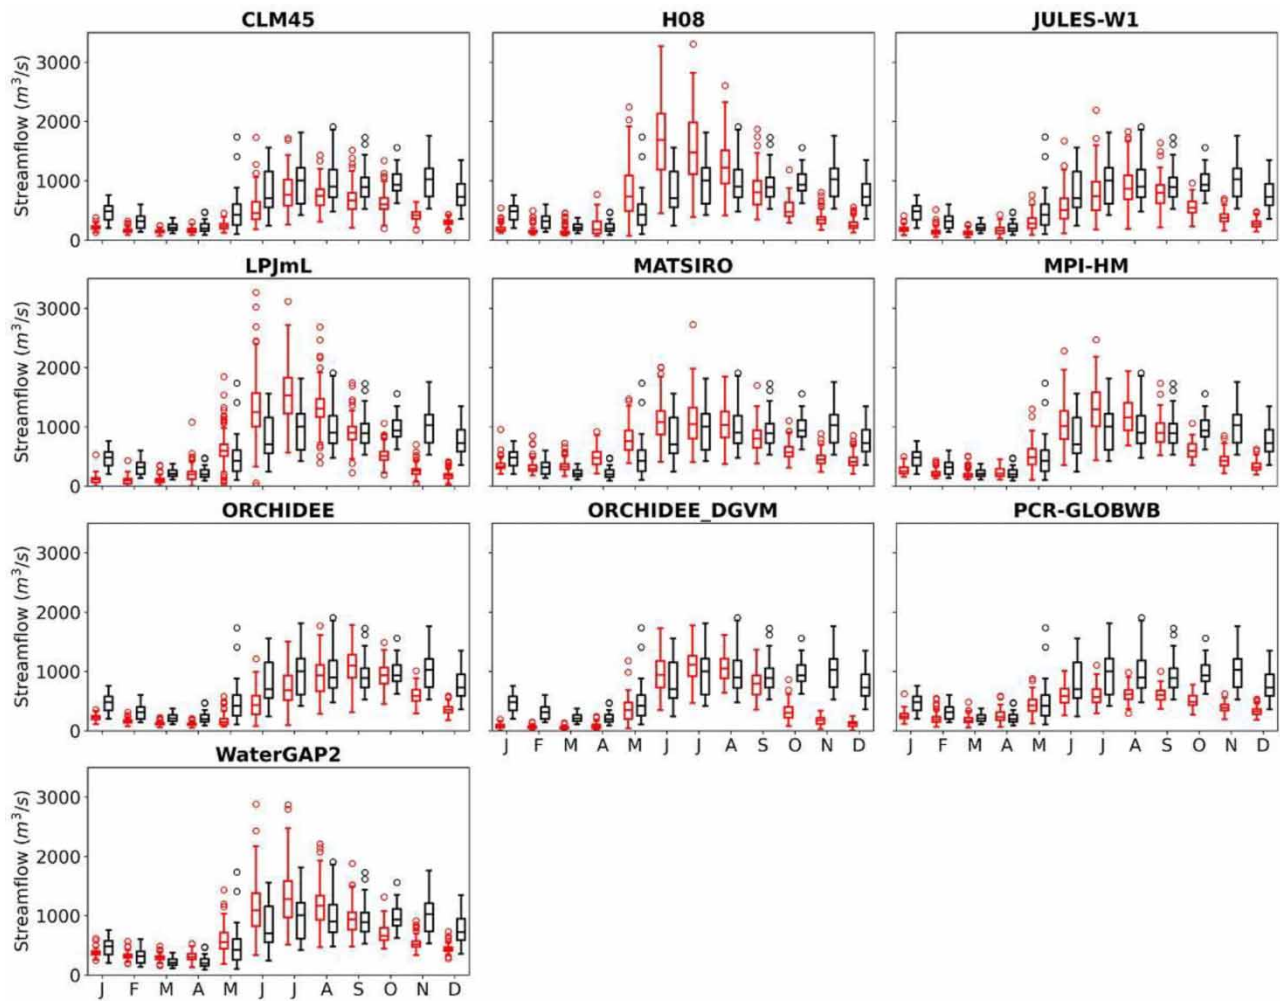 CLM45 H08 JULES-W1
Streamflow (m³/s)
3000
2000
1000
0
LPJmL MATSIRO MPI-HM
Streamflow (m³/s)
3000
2000
1000
0
ORCHIDEE ORCHIDEE_DGVM PCR-GLOBWB
Streamflow (m³/s)
3000
2000
1000
0
J F M A M J J A S O N D J F M A M J J A S O N D
WaterGAP2
Streamflow (m³/s)
3000
2000
1000
0
J F M A M J J A S O N D